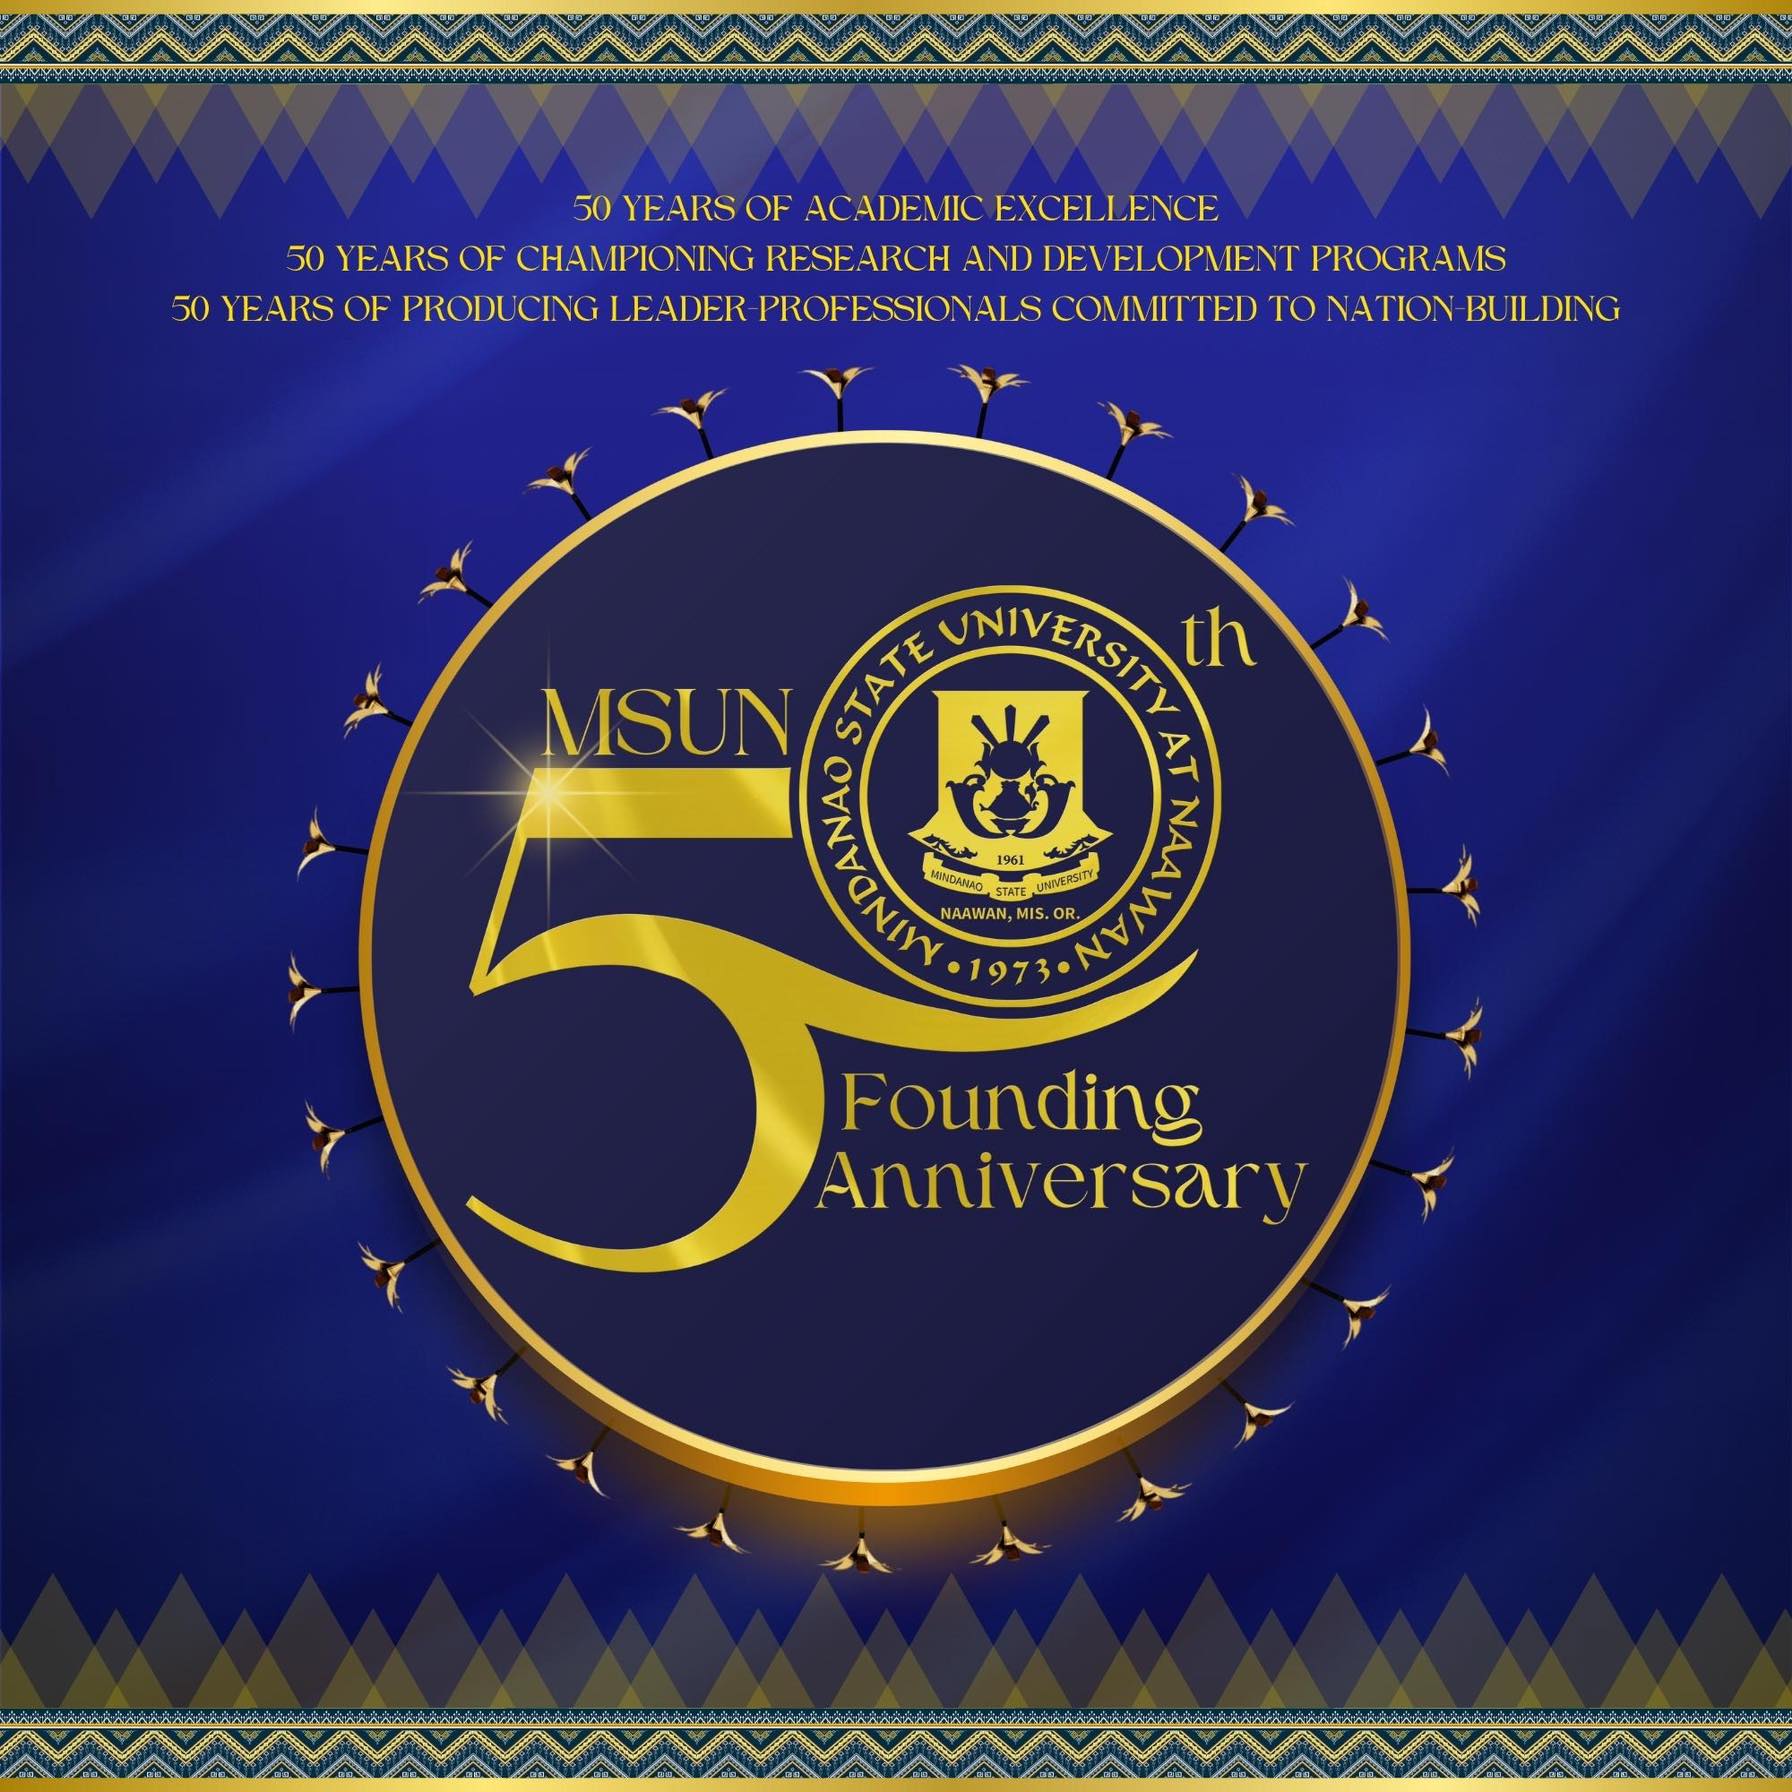 50 YEARS OF ACADEMIC EXCELLENCE
50 YEARS OF CHAMPIONING RESEARCH AND DEVELOPMENT PROGRAMS
50 YEARS OF PRODUCING LEADER-PROFESSIONALS COMMITTED TO NATION-BUILDING
MSUN
5
th
MINDANAO STATE UNIVERSITY AT NAAWAN
•1973•
1961
MINDANAO STATE UNIVERSITY
NAAWAN, MIS. OR.
Founding
Anniversary